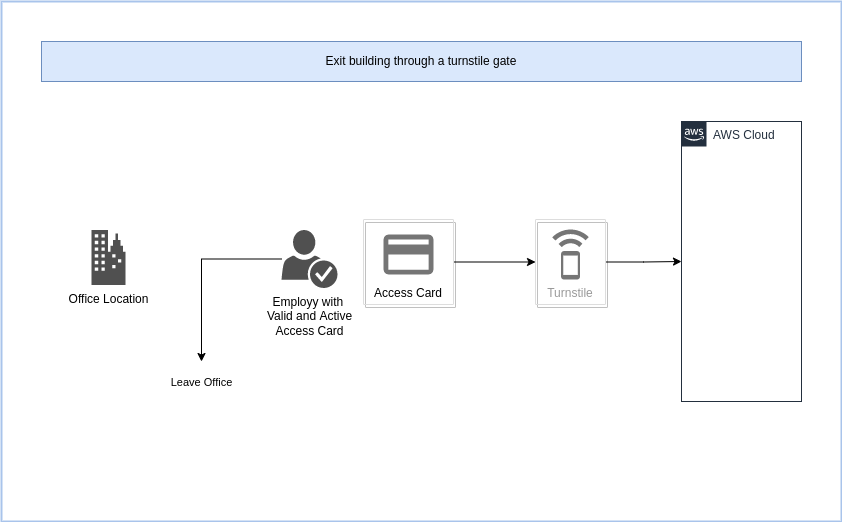 Exit building through a turnstile gate
aws
AWS Cloud
Office Location
Employy with
Valid and Active
Access Card
Access Card
Turnstile
Leave Office